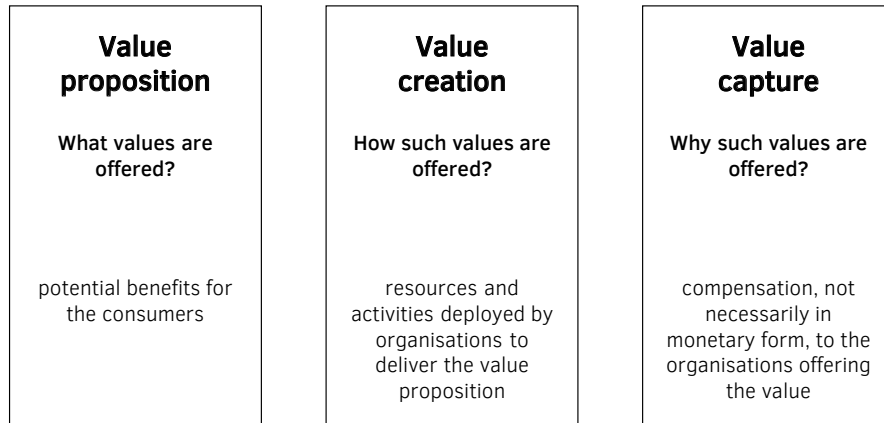 Value
proposition
What values are
offered?
potential benefits for
the consumers
Value
creation
How such values are
offered?
resources and
activities deployed by
organisations to
deliver the value
proposition
Value
capture
Why such values are
offered?
compensation, not
necessarily in
monetary form, to the
organisations offering
the value